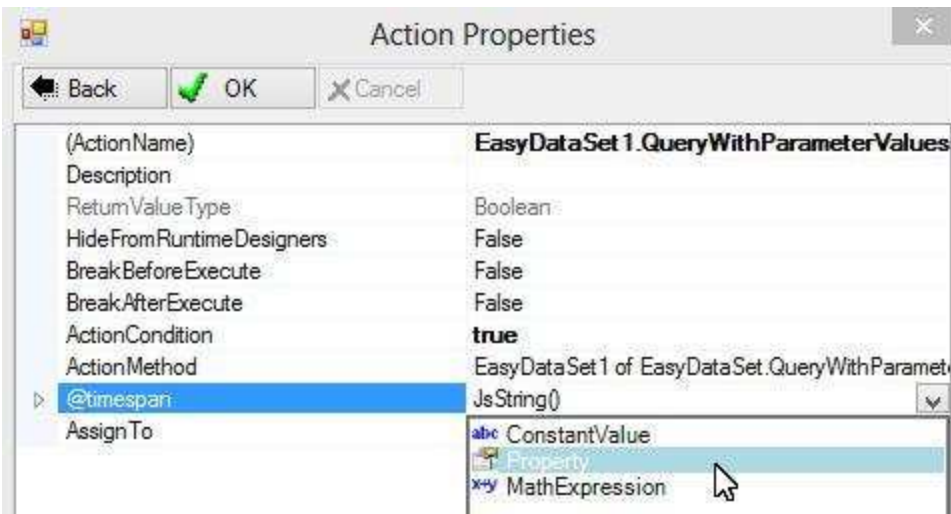 Action Properties
Back OK Cancel
(ActionName) EasyDataSet1.QueryWithParameterValues
Description
ReturnValueType Boolean
HideFromRuntimeDesigners False
BreakBeforeExecute False
BreakAfterExecute False
ActionCondition true
ActionMethod EasyDataSet1 of EasyDataSet.QueryWithParamet
@timespan JsString()
AssignTo
abc ConstantValue
Property
x+y MathExpression